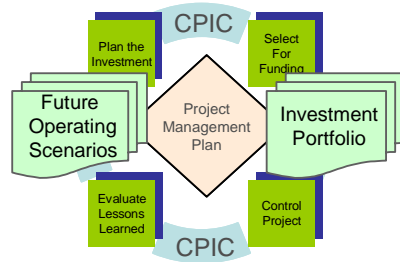 CPIC
Plan the
Investment
Select
For
Funding
Future
Operating
Scenarios
Project
Management
Plan
Investment
Portfolio
Evaluate
Lessons
Learned
Control
Project
CPIC